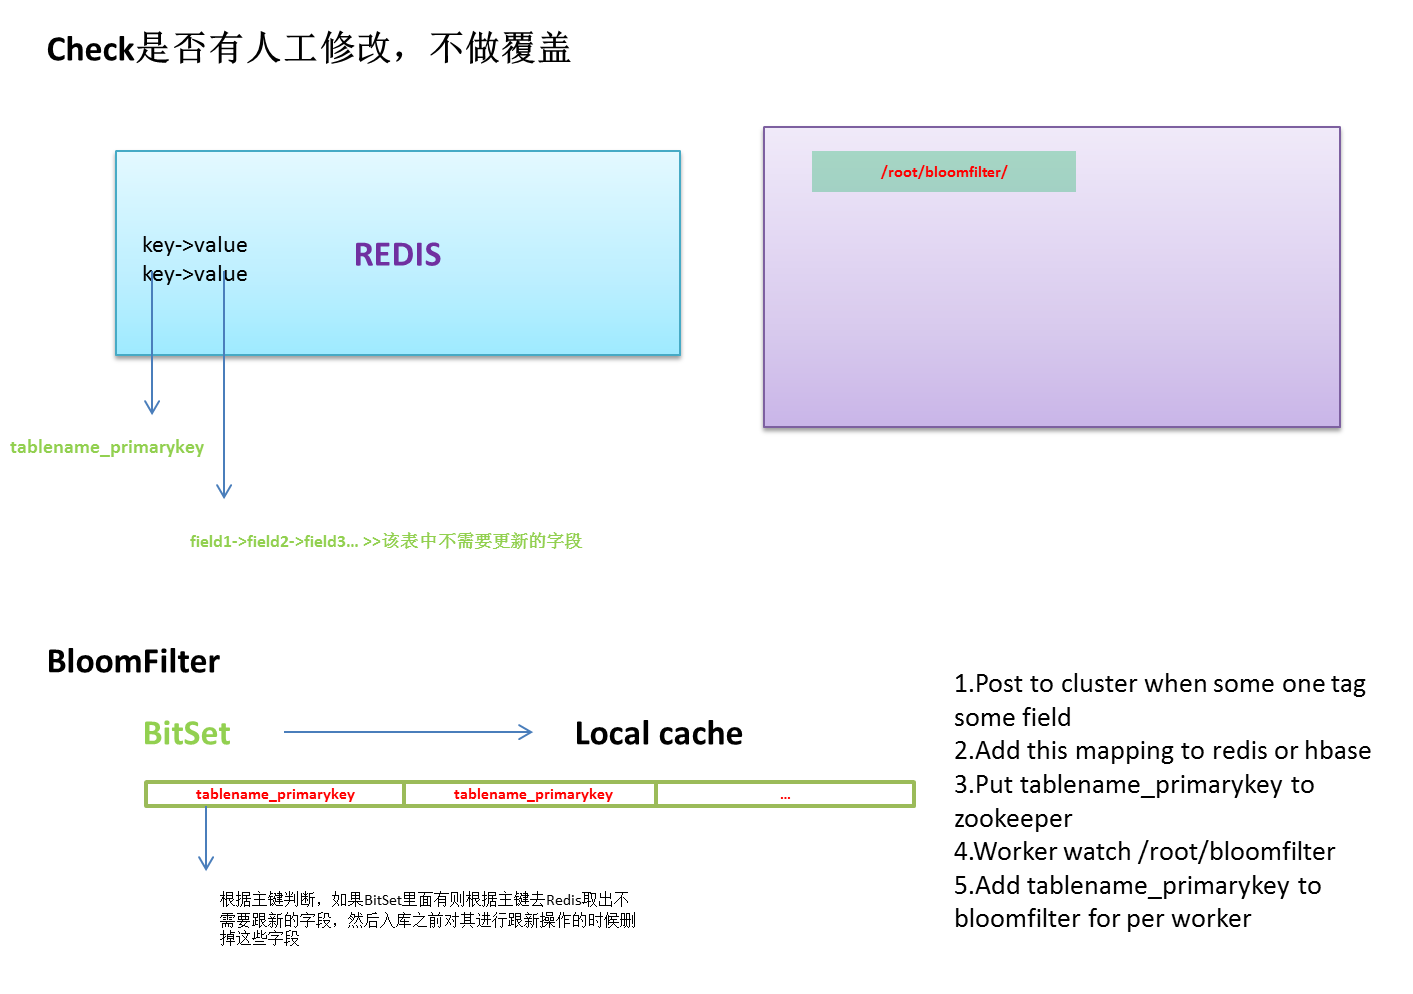 Check是否有人工修改，不做覆盖
/root/bloomfilter/
key->value
REDIS
key->value
tablename_primarykey
field1->field2->field3... >>该表中不需要更新的字段
BloomFilter
BitSet
Local cache
tablename_primarykey
tablename_primarykey
...
根据主键判断，如果BitSet里面有则根据主键去Redis取出不
需要跟新的字段，然后入库之前对其进行跟新操作的时候删
掉这些字段
1.Post to cluster when some one tag
some field
2.Add this mapping to redis or hbase
3.Put tablename_primarykey to
zookeeper
4.Worker watch /root/bloomfilter
5.Add tablename_primarykey to
bloomfilter for per worker